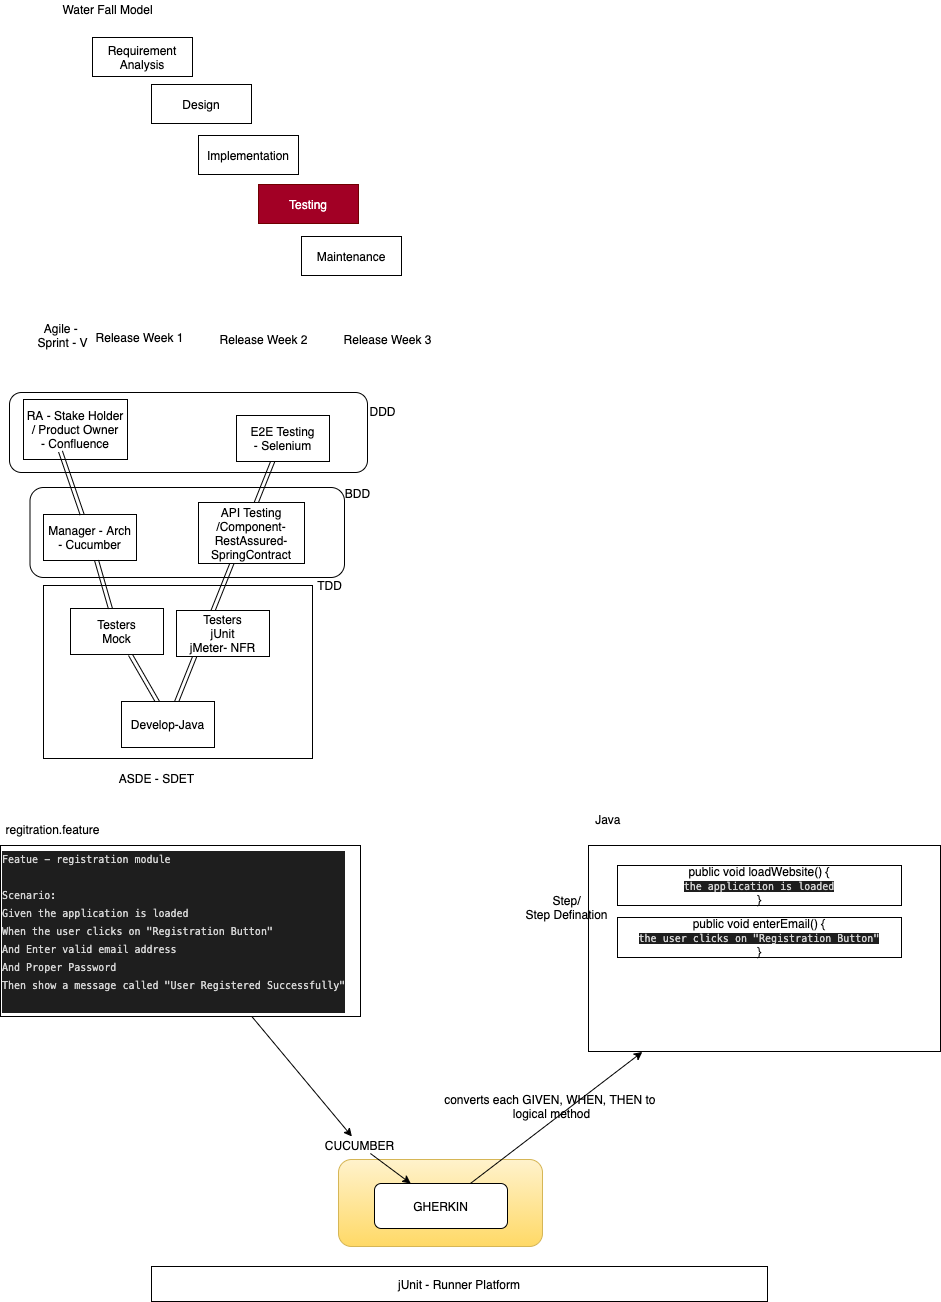 Water Fall Model
Requirement
Analysis
Design
Implementation
Testing
Maintenance
Agile -
Sprint - V
Release Week 1
Release Week 2
Release Week 3
DDD
RA - Stake Holder
/ Product Owner
- Confluence
E2E Testing
- Selenium
BDD
Manager - Arch
- Cucumber
API Testing
/Component-
RestAssured-
SpringContract
TDD
Testers
Mock
Testers
jUnit
jMeter- NFR
Develop-Java
ASDE - SDET
regitration.feature
Featue – registration module
Scenario:
Given the application is loaded
When the user clicks on "Registration Button"
And Enter valid email address
And Proper Password
Then show a message called "User Registered Successfully"
Java
Step/
Step Defination
public void loadWebsite() {
the application is loaded
}
public void enterEmail() {
the user clicks on "Registration Button"
}
converts each GIVEN, WHEN, THEN to
logical method
CUCUMBER
GHERKIN
jUnit - Runner Platform